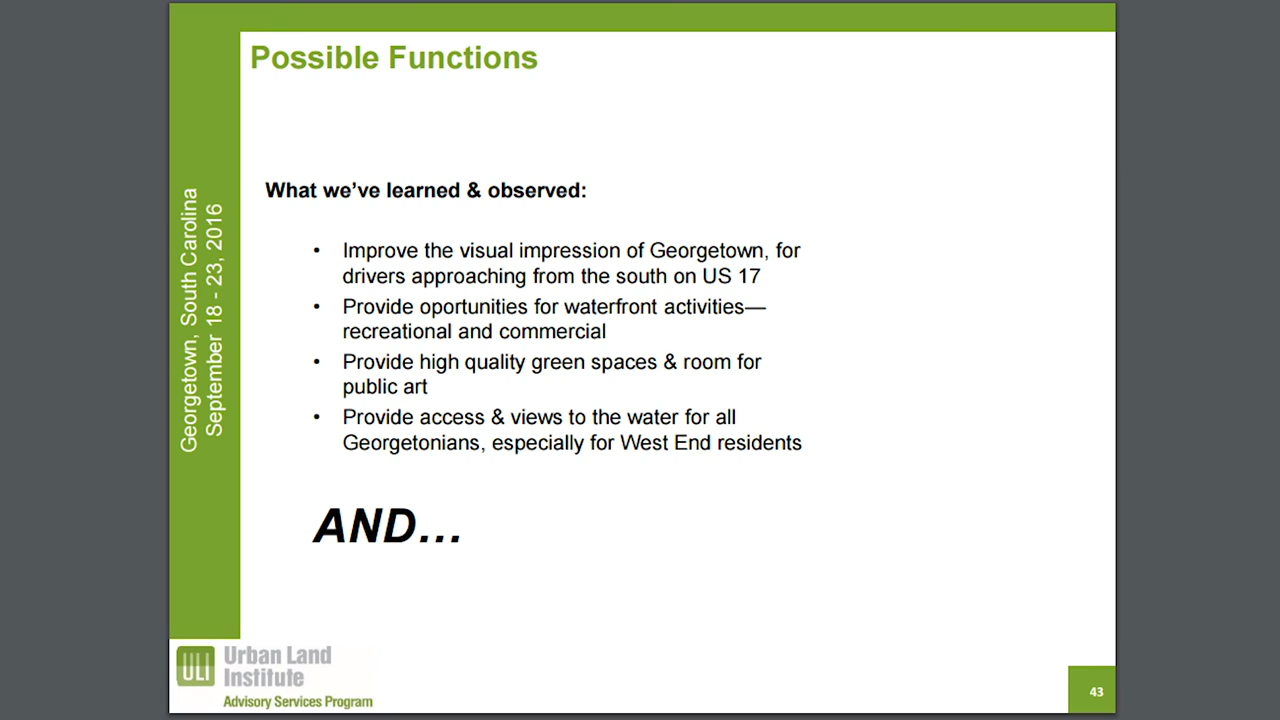 Possible Functions
Georgetown, South Carolina
September 18 - 23, 2016
What we’ve learned & observed:
• Improve the visual impression of Georgetown, for
drivers approaching from the south on US 17
• Provide oportunities for waterfront activities—
recreational and commercial
• Provide high quality green spaces & room for
public art
• Provide access & views to the water for all
Georgetonians, especially for West End residents
AND...
ULI
Urban Land
Institute
Advisory Services Program
43